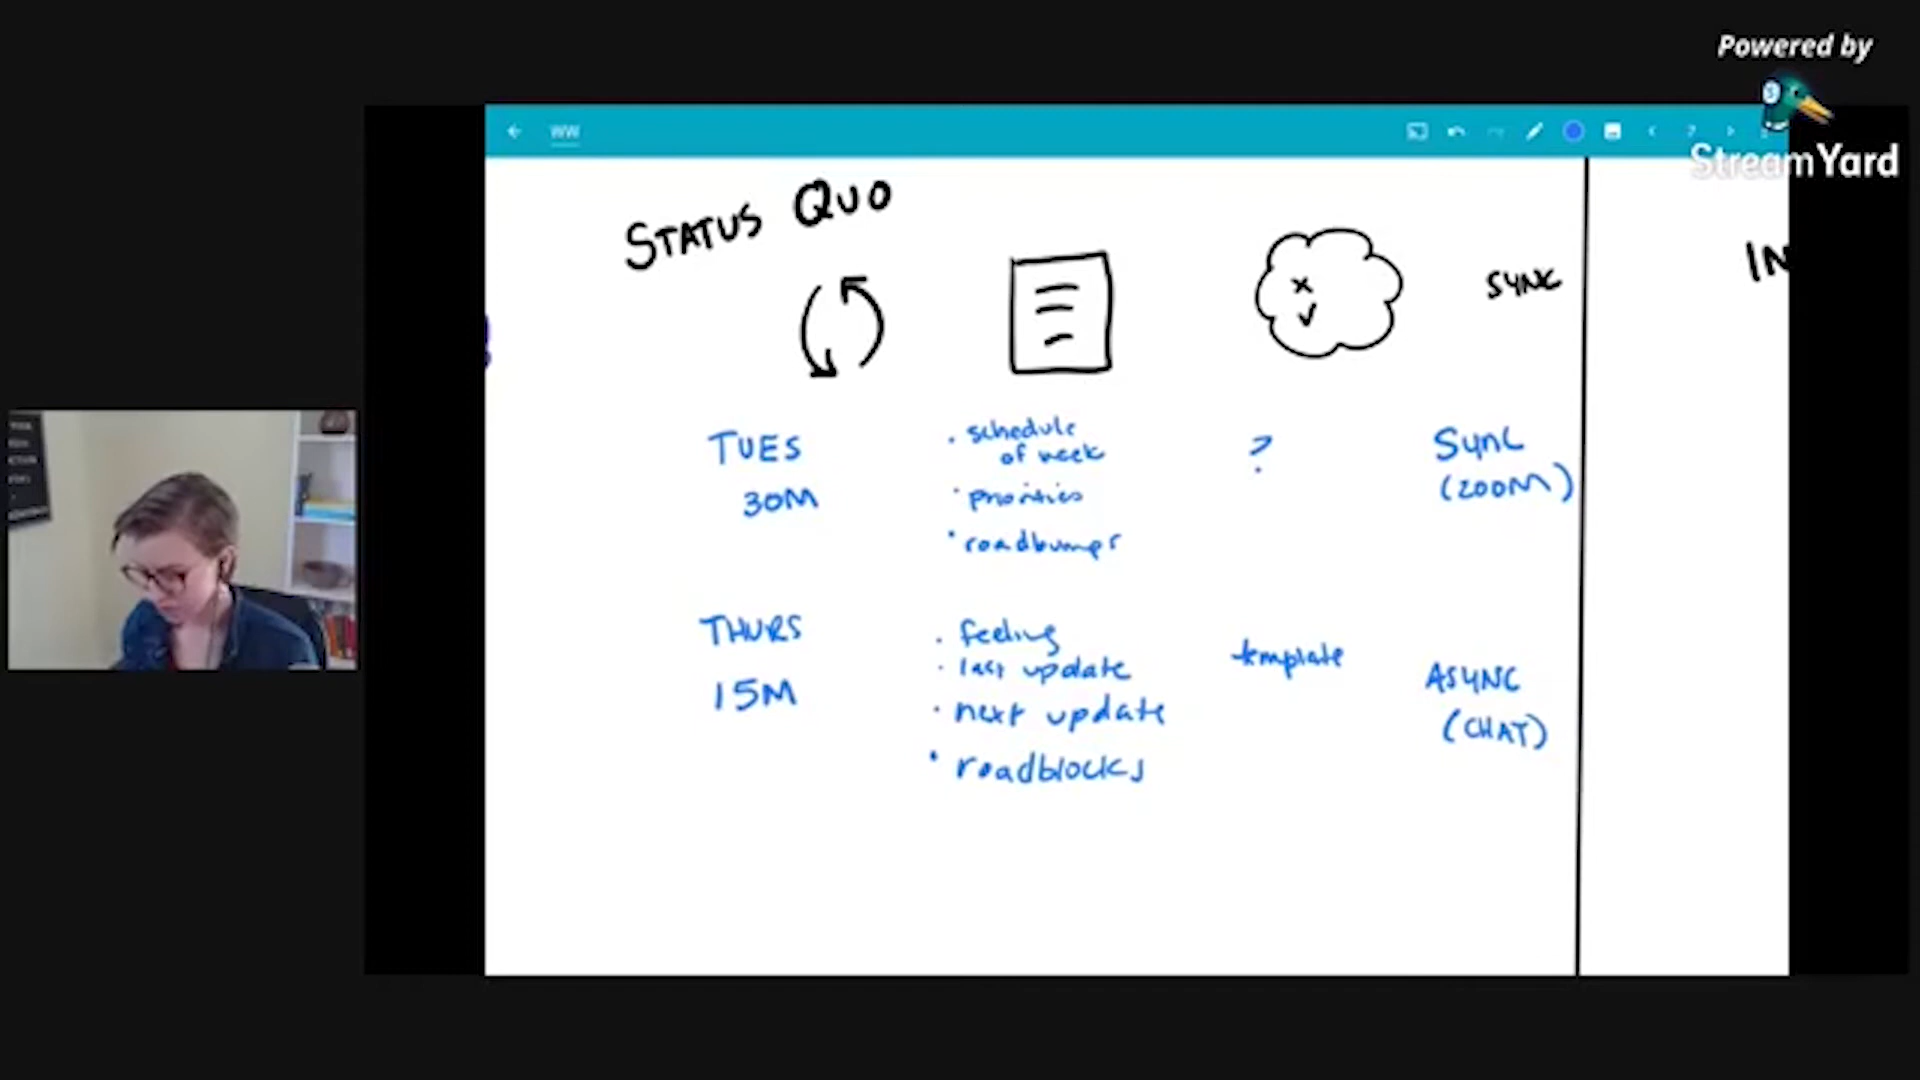 Powered by
StreamYard
WW
STATUS QUO
SYNC
IN
TUES
30M
• schedule
of week
• priorities
• roadbumps
?
SYNC
(ZOOM)
THURS
15M
• feeling
• last update
• next update
• roadblocks
template
ASYNC
(CHAT)